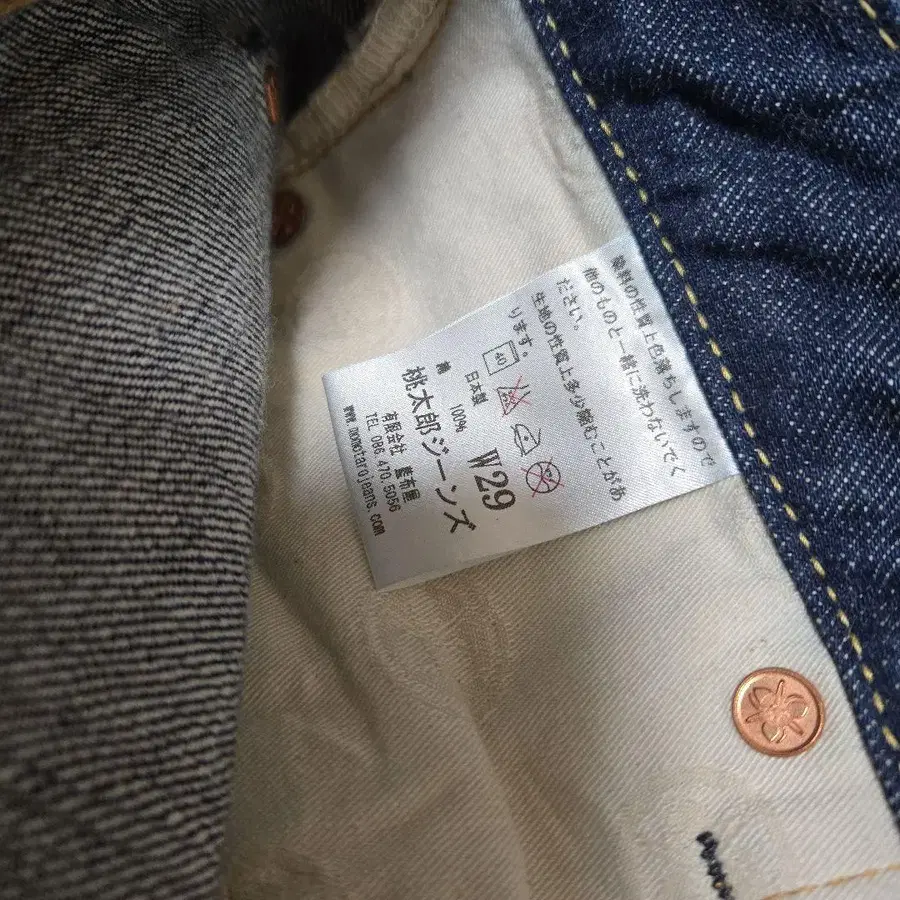 染料の性質上色落ちしますので
他のものと一緒に洗わないでく
ださい。
生地の性質上多少縮むことがあ
ります。
40
日本製 W29
綿 100%
桃太郎ジーンズ
有限会社 藍布屋
TEL 086.470.5056
www.momotarojeans.com